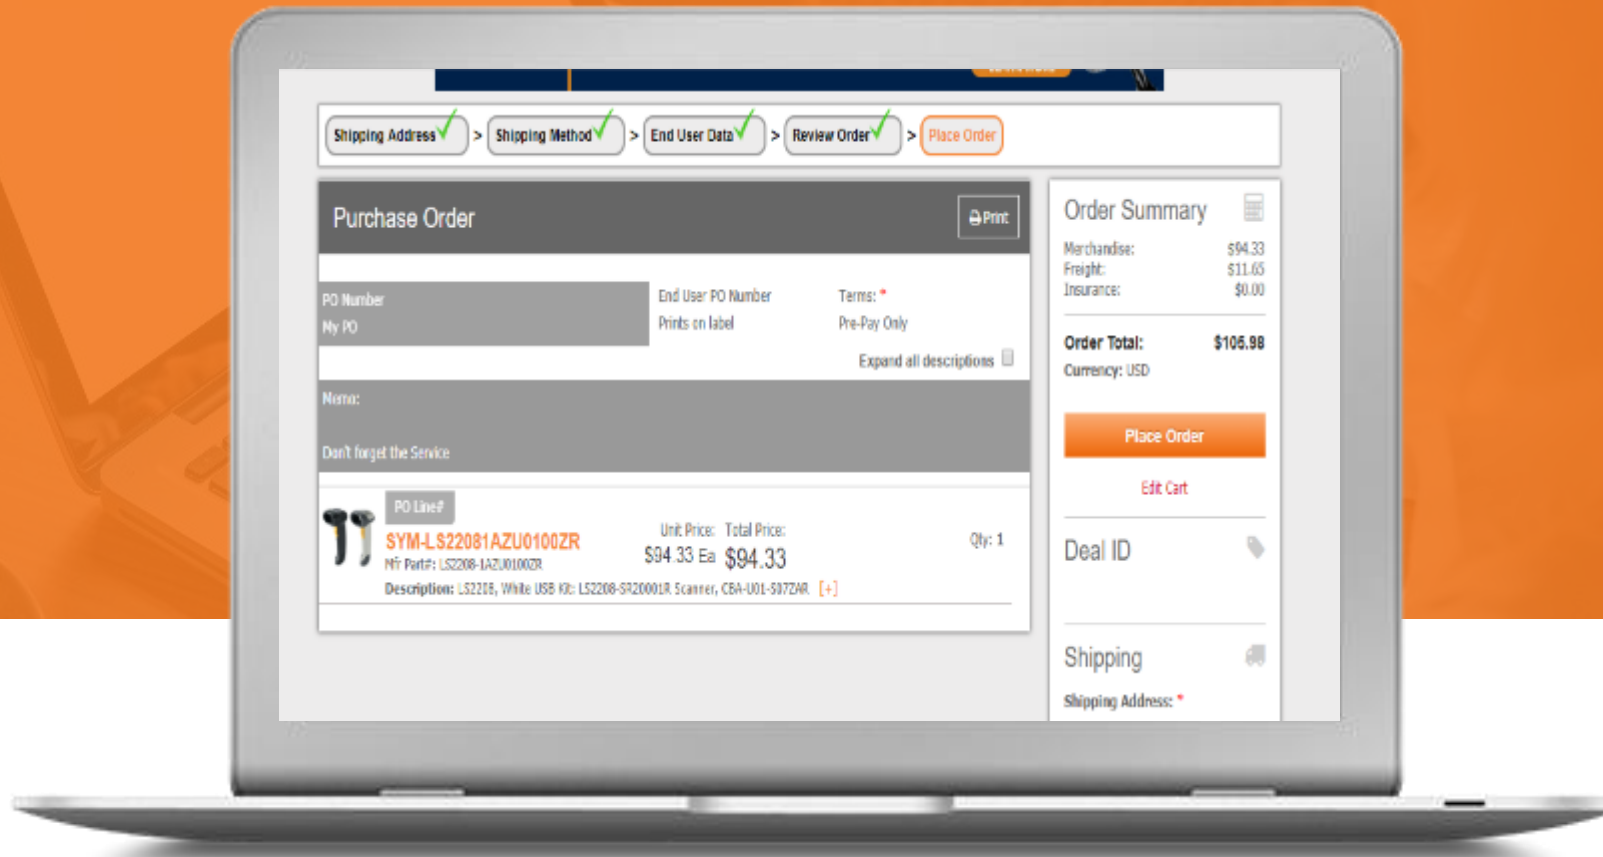 Shipping Address > Shipping Method > End User Data > Review Order > Place Order
Purchase Order
Print
PO Number
My PO
End User PO Number
Prints on label
Terms: *
Pre-Pay Only
Expand all descriptions
Memo:
Don't forget the Service
PO Line#
SYM-LS22081AZU0100ZR
Mfr Part#: LS2208-1AZU0100ZR
Unit Price: Total Price:
$94.33 Ea $94.33
Qty: 1
Description: LS2208, White USB Kit: LS2208-SR20001R Scanner, CBA-U01-S07ZAR [+]
Order Summary
Merchandise: $94.33
Freight: $11.65
Insurance: $0.00
Order Total: $105.98
Currency: USD
Place Order
Edit Cart
Deal ID
Shipping
Shipping Address: *